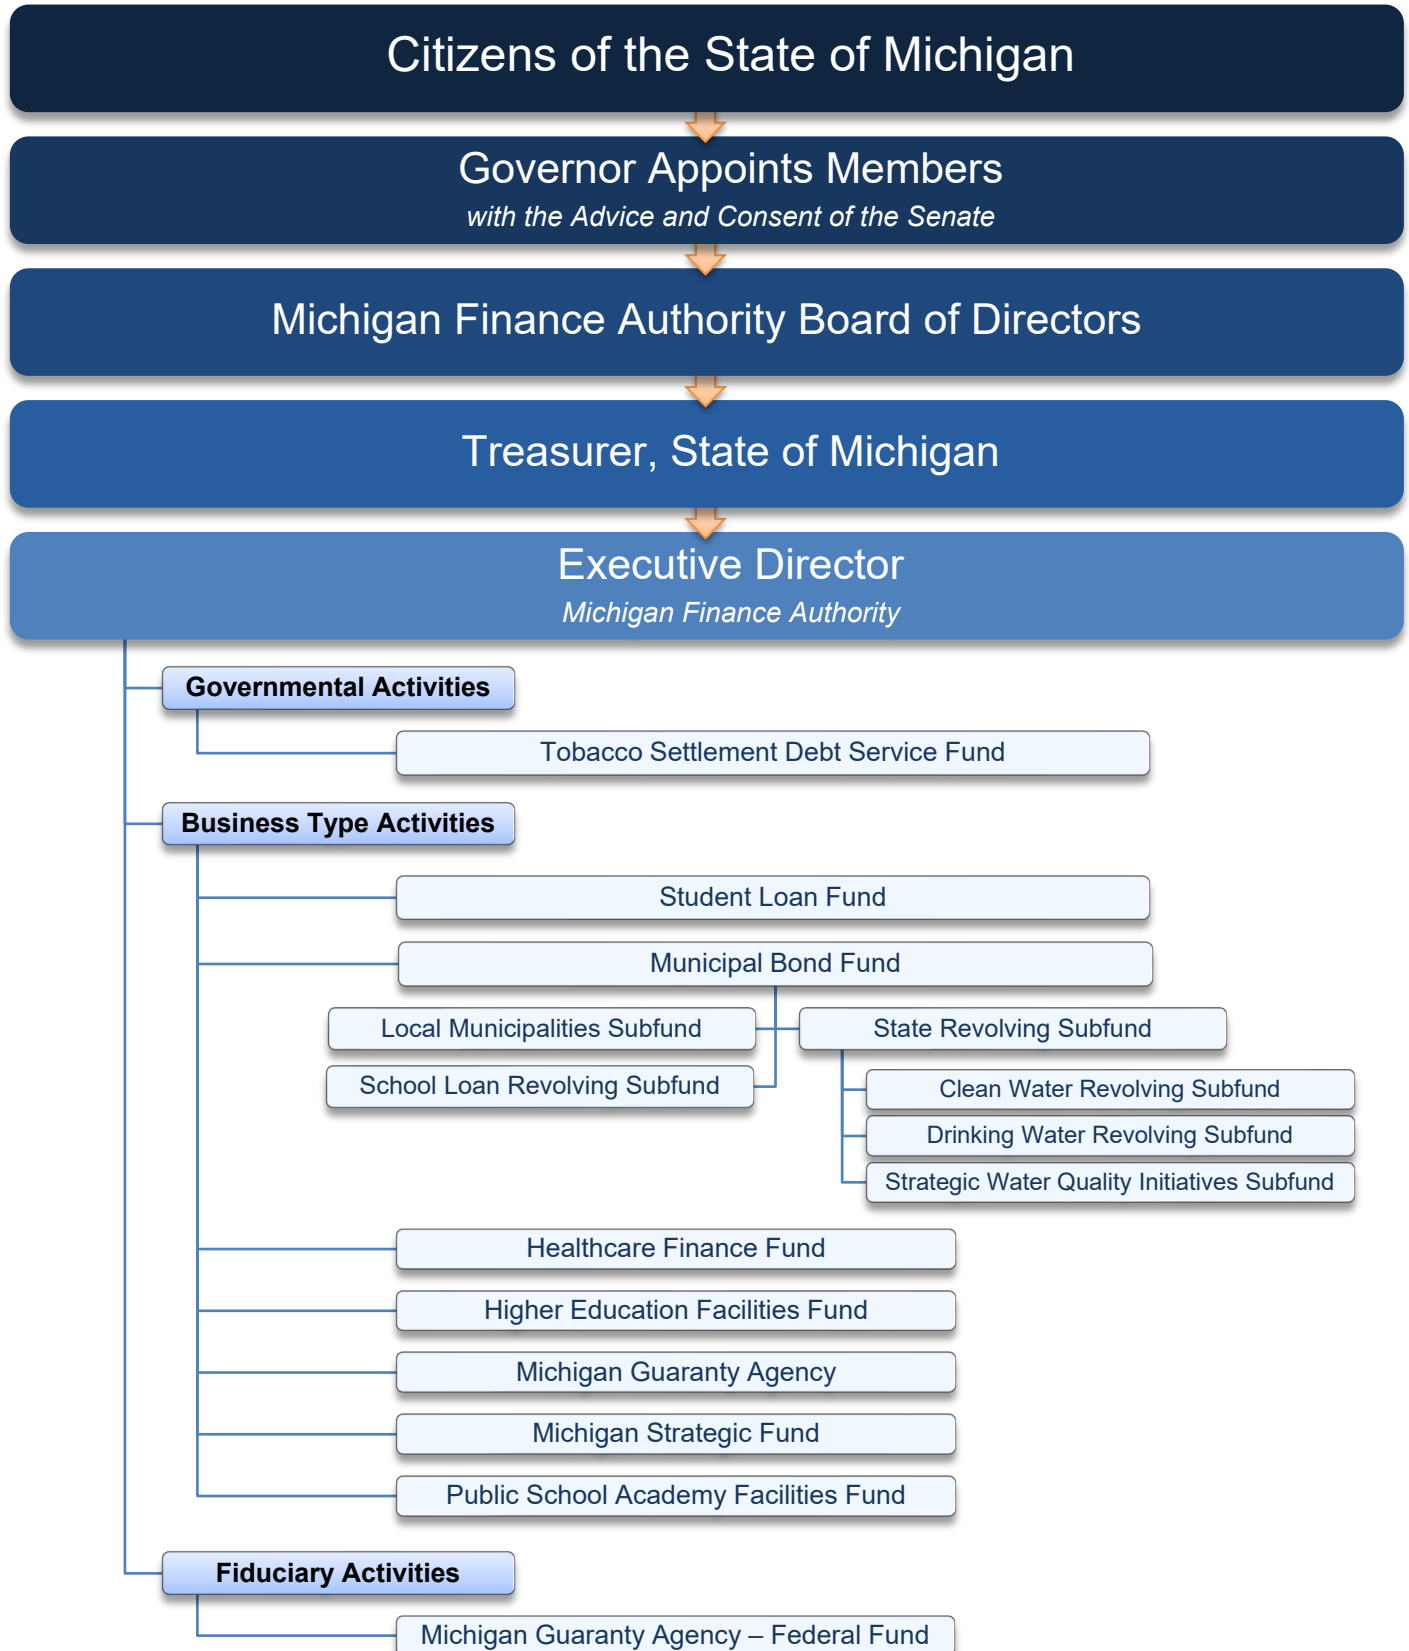 Citizens of the State of Michigan
Governor Appoints Members
with the Advice and Consent of the Senate
Michigan Finance Authority Board of Directors
Treasurer, State of Michigan
Executive Director
Michigan Finance Authority
Governmental Activities
Tobacco Settlement Debt Service Fund
Business Type Activities
Student Loan Fund
Municipal Bond Fund
Local Municipalities Subfund
State Revolving Subfund
School Loan Revolving Subfund
Clean Water Revolving Subfund
Drinking Water Revolving Subfund
Strategic Water Quality Initiatives Subfund
Healthcare Finance Fund
Higher Education Facilities Fund
Michigan Guaranty Agency
Michigan Strategic Fund
Public School Academy Facilities Fund
Fiduciary Activities
Michigan Guaranty Agency – Federal Fund